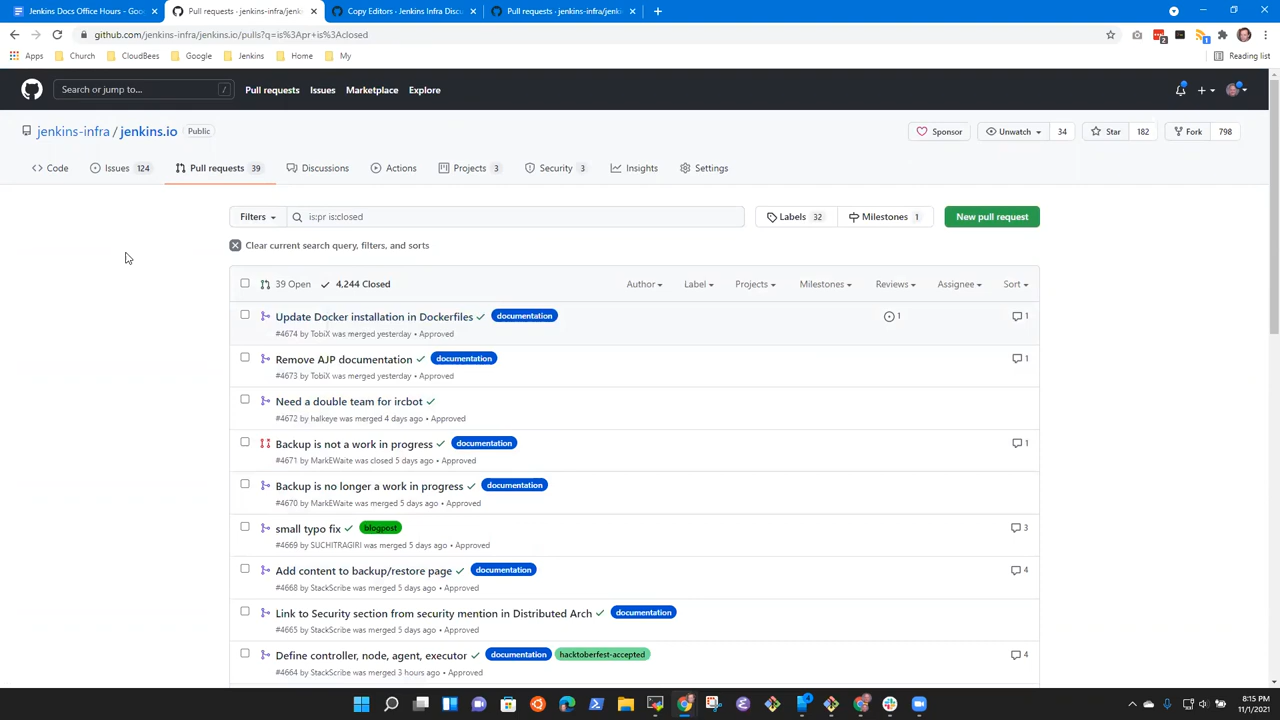 Jenkins Docs Office Hours - Goo
Pull requests · jenkins-infra/jenk
Copy Editors - Jenkins Infra Discu
Pull requests · jenkins-infra/jenki
github.com/jenkins-infra/jenkins.io/pulls?q=is%3Apr+is%3Aclosed
Apps
Church
CloudBees
Google
Jenkins
Home
My
Reading list
Search or jump to...
/
Pull requests
Issues
Marketplace
Explore
jenkins-infra / jenkins.io
Public
Sponsor
Unwatch
34
Star
182
Fork
798
Code
Issues 124
Pull requests 39
Discussions
Actions
Projects 3
Security 3
Insights
Settings
Filters
is:pr is:closed
Labels 32
Milestones 1
New pull request
Clear current search query, filters, and sorts
39 Open
4,244 Closed
Author
Label
Projects
Milestones
Reviews
Assignee
Sort
Update Docker installation in Dockerfiles
documentation
1
1
#4674 by TobiX was merged yesterday • Approved
Remove AJP documentation
documentation
1
#4673 by TobiX was merged yesterday • Approved
Need a double team for ircbot
#4672 by halkeye was merged 4 days ago • Approved
Backup is not a work in progress
documentation
1
#4671 by MarkEWaite was closed 5 days ago • Approved
Backup is no longer a work in progress
documentation
#4670 by MarkEWaite was merged 5 days ago • Approved
small typo fix
blogpost
3
#4669 by SUCHITRAGIRI was merged 5 days ago • Approved
Add content to backup/restore page
documentation
4
#4668 by StackScribe was merged 5 days ago • Approved
Link to Security section from security mention in Distributed Arch
documentation
#4665 by StackScribe was merged 5 days ago • Approved
Define controller, node, agent, executor
documentation
hacktoberfest-accepted
4
#4664 by StackScribe was merged 3 hours ago • Approved
8:15 PM
11/1/2021